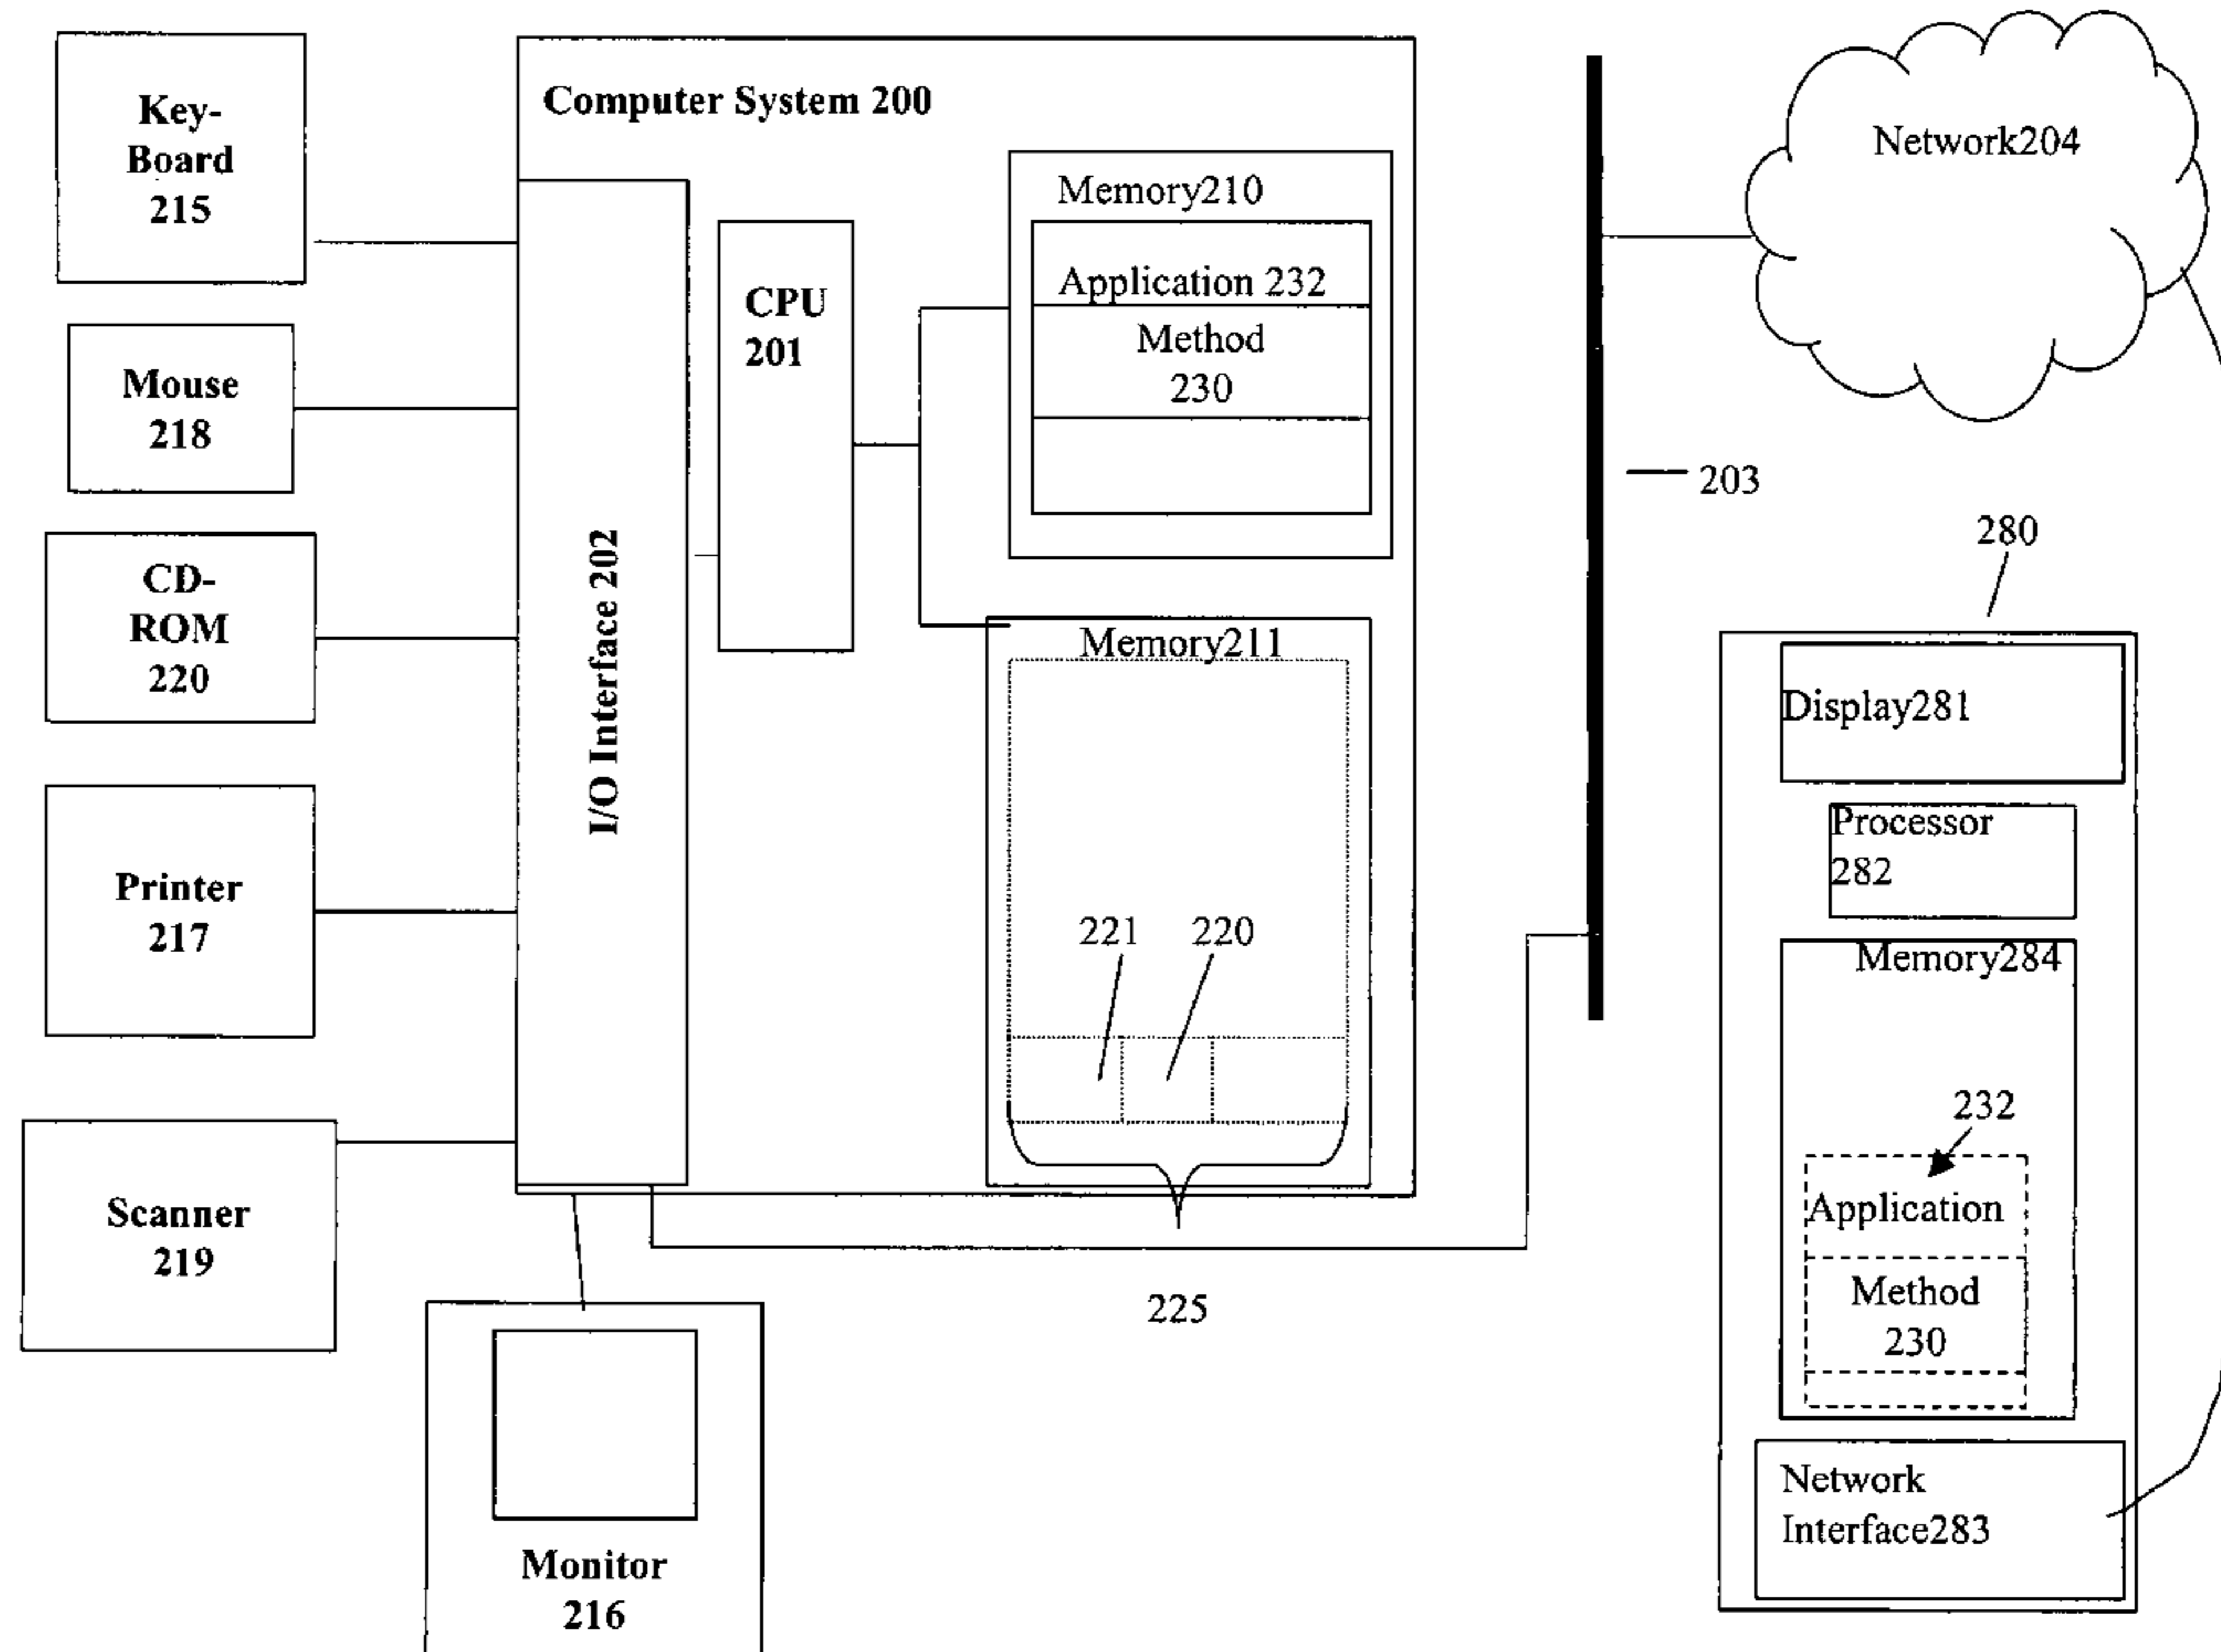 Key-
Board
215
Mouse
218
CD-
ROM
220
Printer
217
Scanner
219
Computer System 200
I/O Interface 202
CPU
201
Memory210
Application 232
Method
230
Memory211
221 220
225
Monitor
216
203
Network204
280
Display281
Processor
282
Memory284
232
Application
Method
230
Network
Interface283